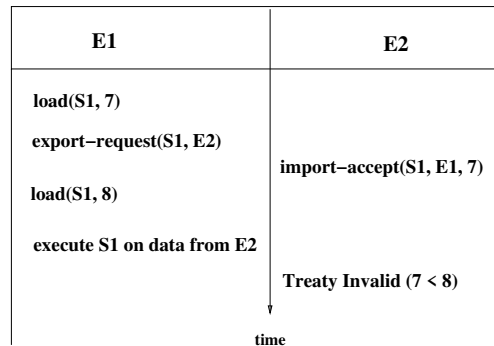 E1
E2
load(S1, 7)
export−request(S1, E2)
import−accept(S1, E1, 7)
load(S1, 8)
execute S1 on data from E2
Treaty Invalid (7 < 8)
time